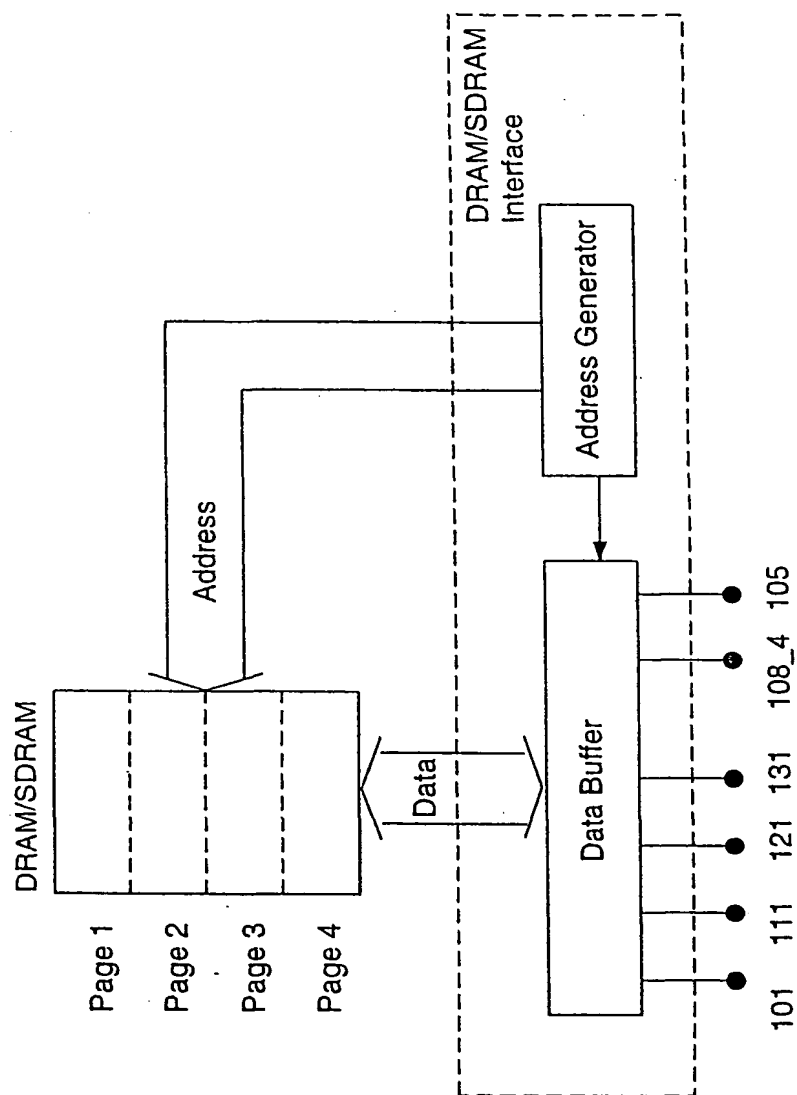 DRAM/SDRAM
Page 1
Page 2
Page 3
Page 4
Address
Data
DRAM/SDRAM
Interface
Address Generator
Data Buffer
101
111
121
131
108_4
105